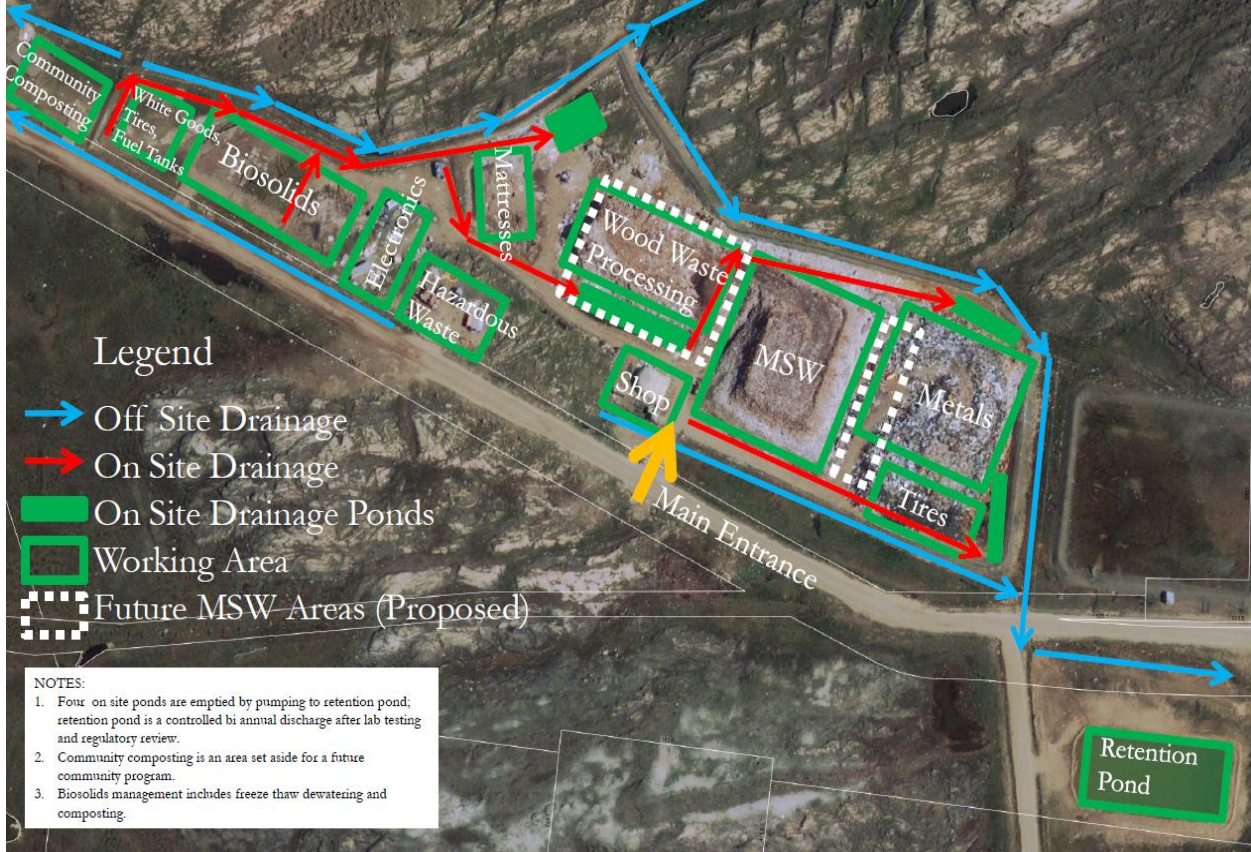 Community
Composting
White Goods,
Tires,
Fuel Tanks
Biosolids
Electronics
Mattresses
Hazardous
Waste
Wood Waste
Processing
Shop
MSW
Metals
Tires
Main Entrance
Legend
Off Site Drainage
On Site Drainage
On Site Drainage Ponds
Working Area
Future MSW Areas (Proposed)
NOTES:
1. Four on site ponds are emptied by pumping to retention pond;
retention pond is a controlled bi annual discharge after lab testing
and regulatory review.
2. Community composting is an area set aside for a future
community program.
3. Biosolids management includes freeze thaw dewatering and
composting.
Retention
Pond